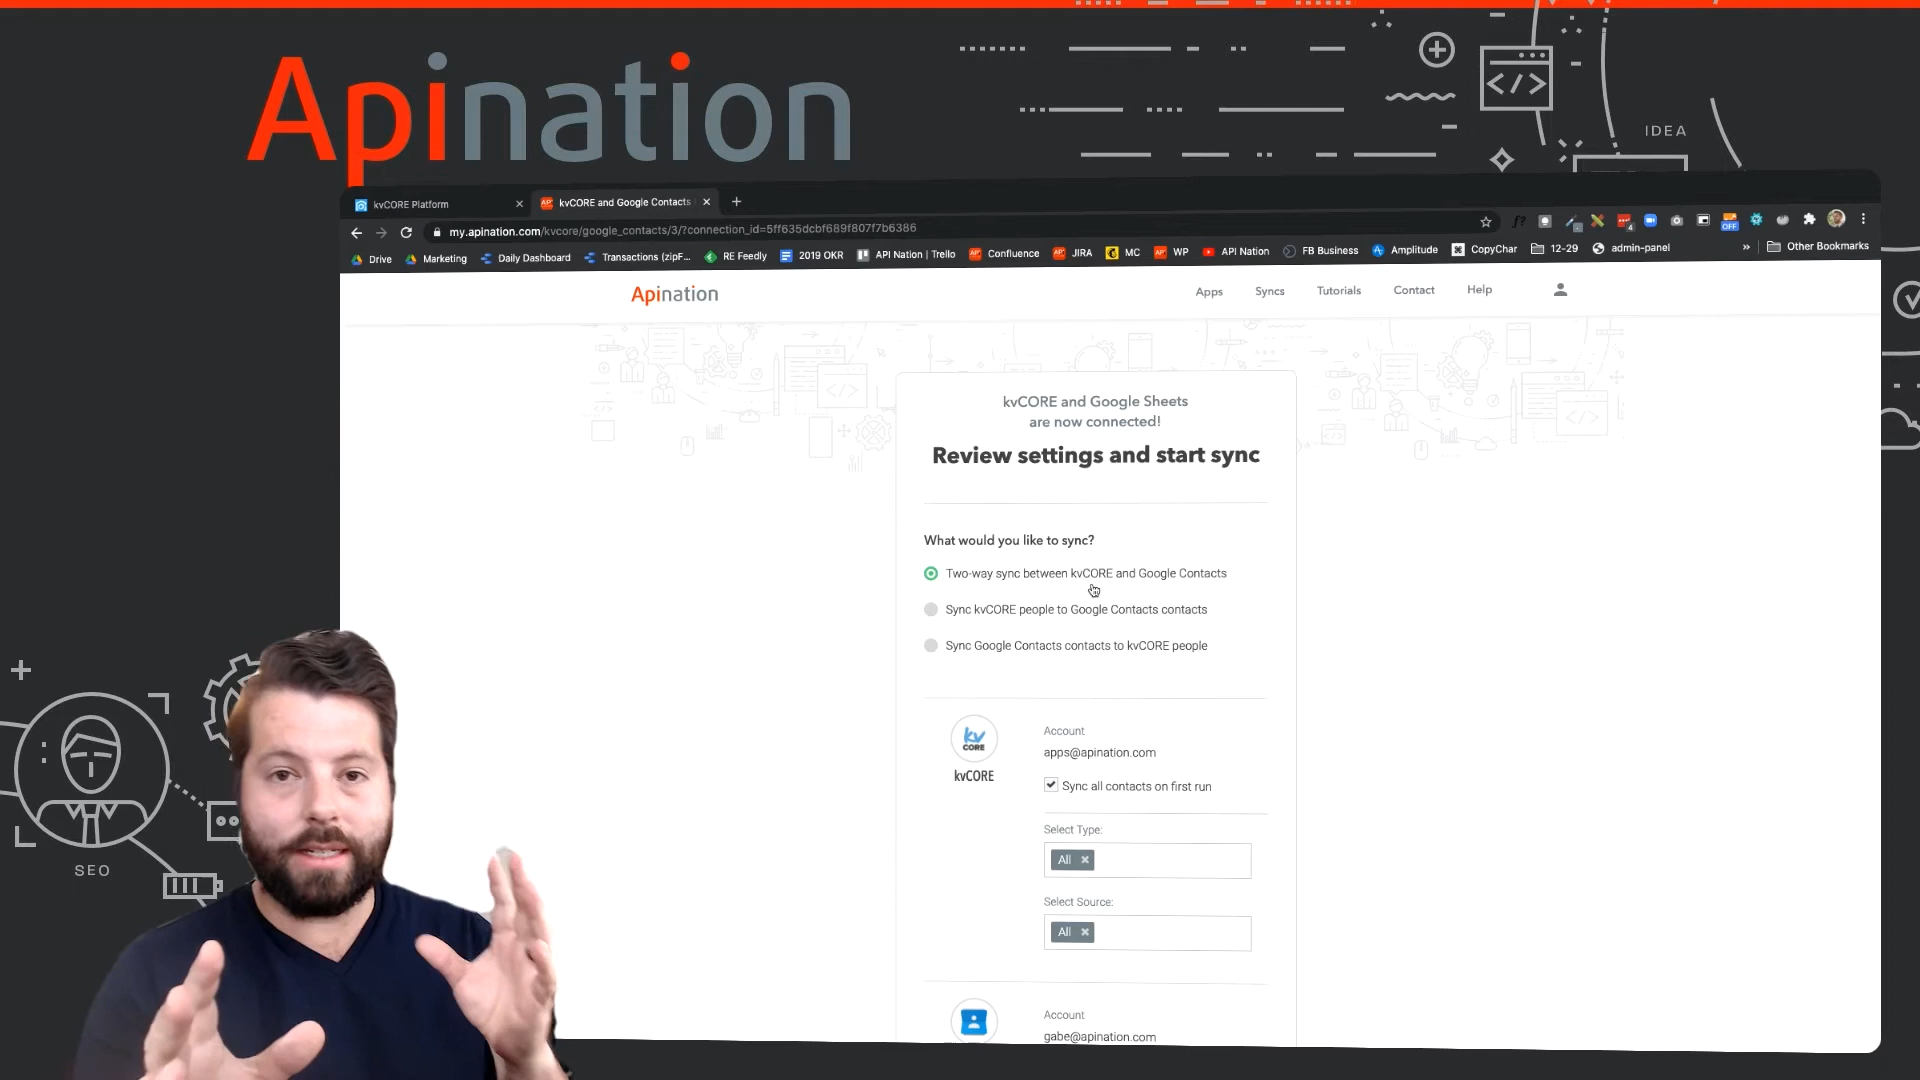 Apination
IDEA
kvCORE Platform
kvCORE and Google Contacts
my.apination.com/kvcore/google_contacts/3/?connection_id=5ff635dcbf689f807f7b6386
Drive Marketing Daily Dashboard Transactions (zipF... RE Feedly 2019 OKR API Nation | Trello Confluence JIRA MC WP API Nation FB Business Amplitude CopyChar 12-29 admin-panel » Other Bookmarks
Apination
Apps Syncs Tutorials Contact Help
kvCORE and Google Sheets
are now connected!
Review settings and start sync
What would you like to sync?
Two-way sync between kvCORE and Google Contacts
Sync kvCORE people to Google Contacts contacts
Sync Google Contacts contacts to kvCORE people
kv
CORE
kvCORE
Account
apps@apination.com
Sync all contacts on first run
Select Type:
All
Select Source:
All
Account
gabe@apination.com
SEO